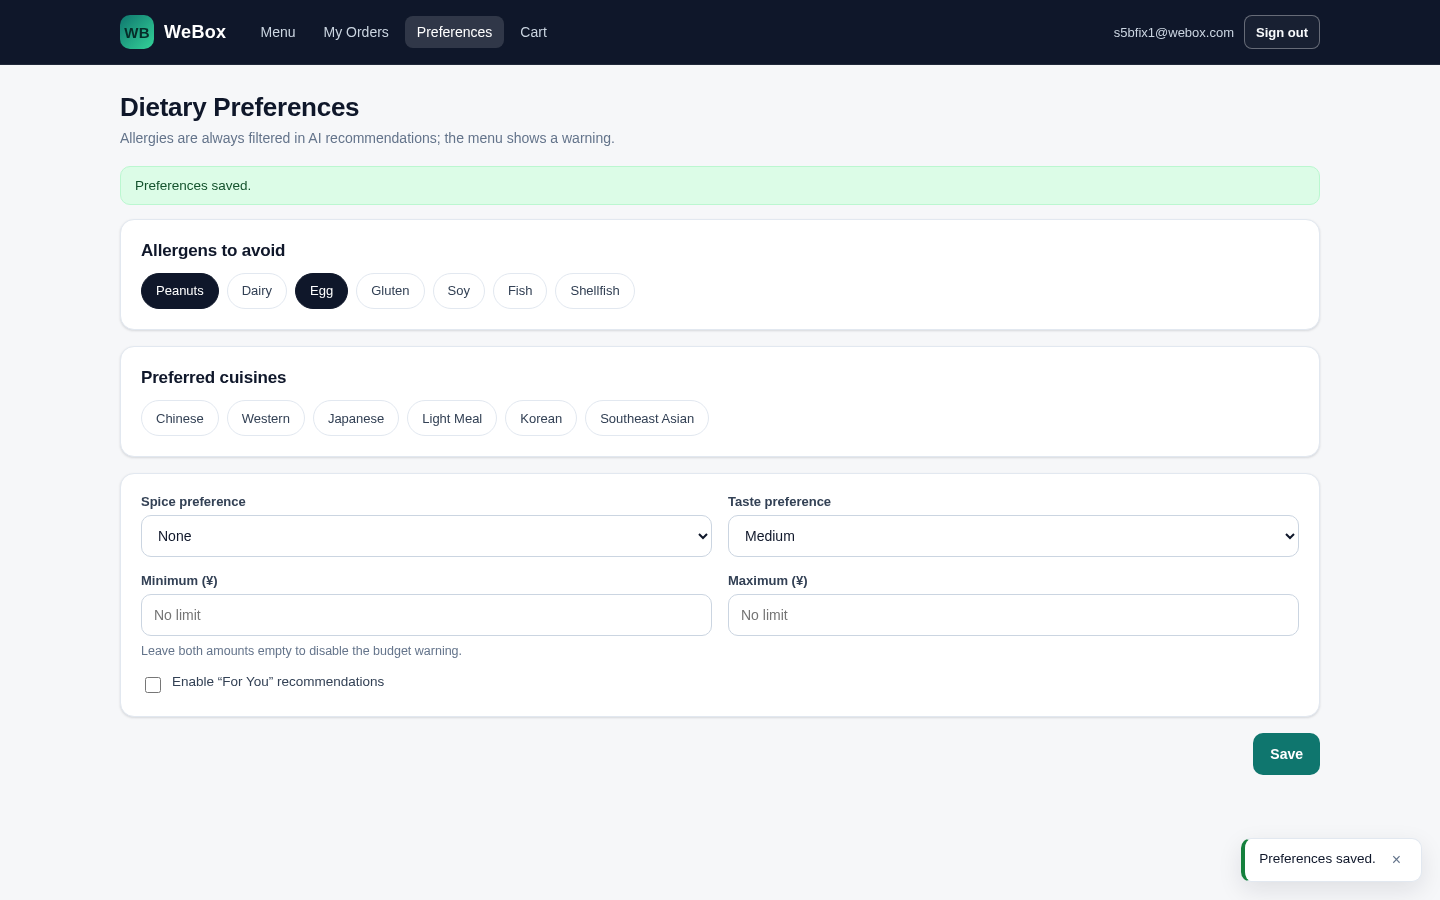 WB WeBox Menu My Orders Preferences Cart s5bfix1@webox.com Sign out
Dietary Preferences
Allergies are always filtered in AI recommendations; the menu shows a warning.
Preferences saved.
Allergens to avoid
Peanuts Dairy Egg Gluten Soy Fish Shellfish
Preferred cuisines
Chinese Western Japanese Light Meal Korean Southeast Asian
Spice preference Taste preference
None Medium
Minimum (¥) Maximum (¥)
No limit No limit
Leave both amounts empty to disable the budget warning.
Enable “For You” recommendations
Save
Preferences saved. ×